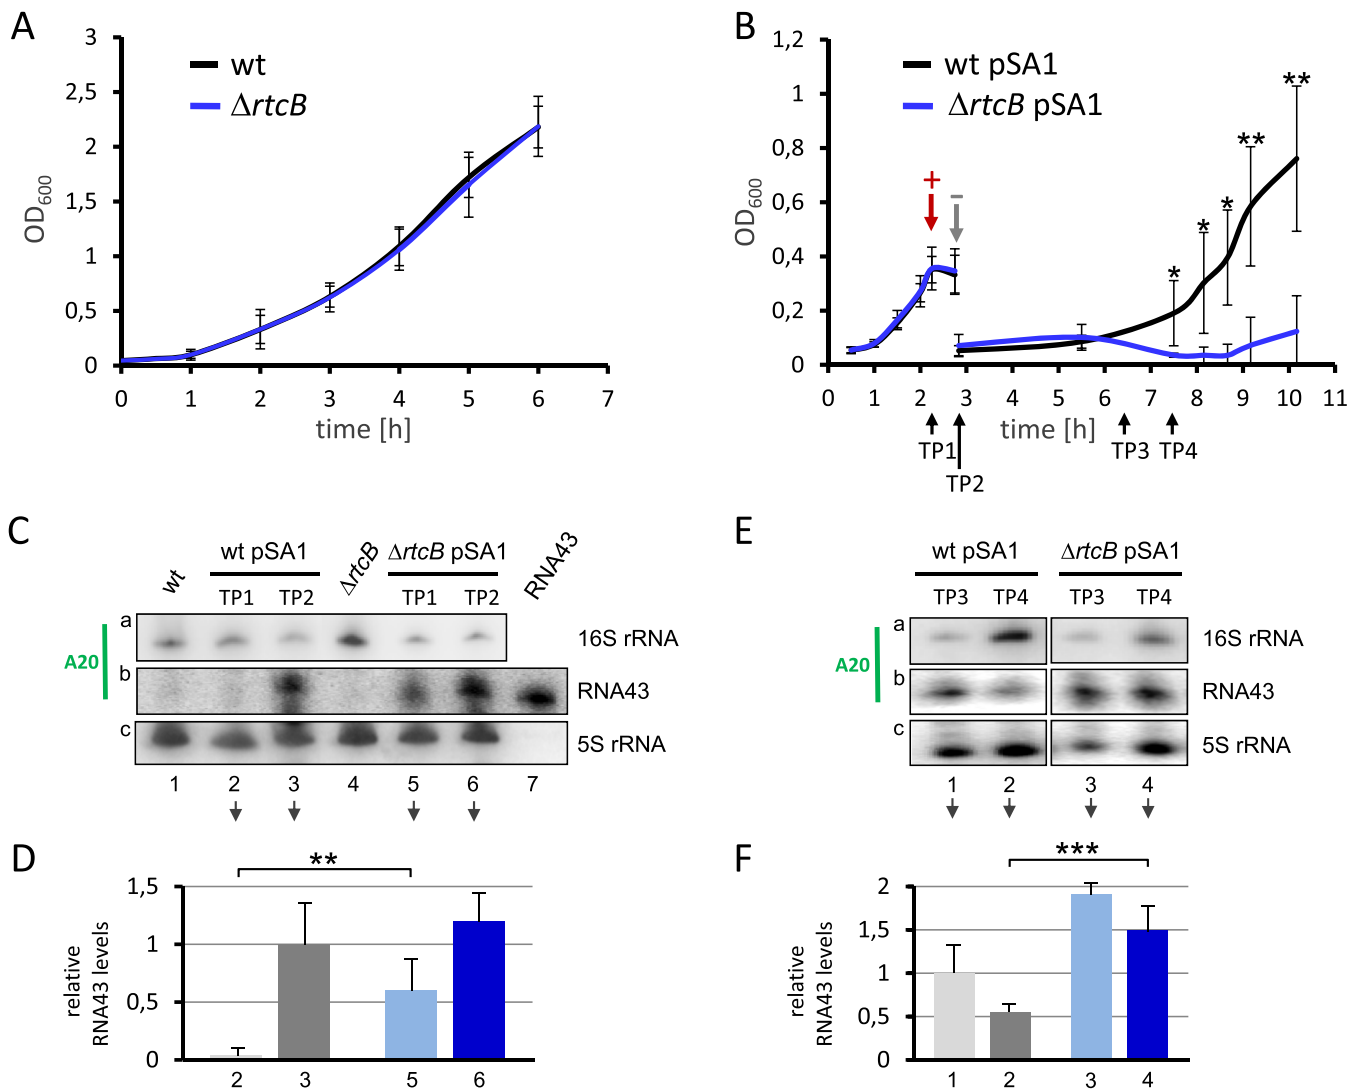 A
3
2,5
2
1,5
1
0,5
0
OD600
wt
ΔrtcB
0 1 2 3 4 5 6 7
time [h]
B
1,2
1
0,8
0,6
0,4
0,2
0
OD600
wt pSA1
ΔrtcB pSA1
+
−
*
*
*
**
**
0 1 2 3 4 5 6 7 8 9 10 11
time [h]
TP1
TP2
TP3
TP4
C
wt
wt pSA1
ΔrtcB
ΔrtcB pSA1
RNA43
TP1 TP2 TP1 TP2
A20
a
16S rRNA
b
RNA43
c
5S rRNA
1 2 3 4 5 6 7
D
**
1,5
1
0,5
0
relative
RNA43 levels
2 3 5 6
E
wt pSA1
ΔrtcB pSA1
TP3 TP4 TP3 TP4
A20
a
16S rRNA
b
RNA43
c
5S rRNA
1 2 3 4
F
***
2
1,5
1
0,5
0
relative
RNA43 levels
1 2 3 4